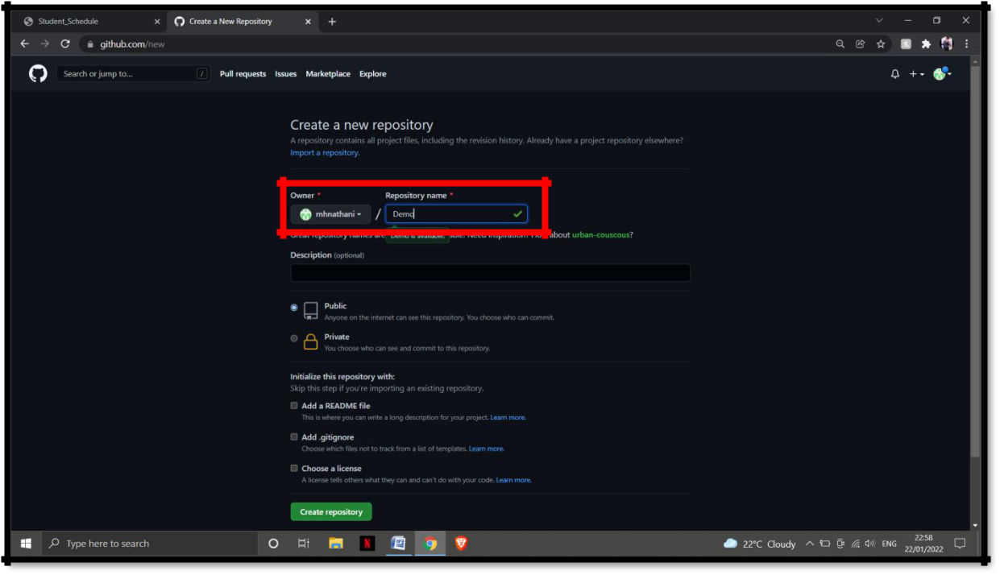 Student_Schedule
Create a New Repository
github.com/new
Search or jump to... /
Pull requests Issues Marketplace Explore
Create a new repository
A repository contains all project files, including the revision history. Already have a project repository elsewhere?
Import a repository.
Owner * Repository name *
mhnathani / Demo
Great repository names are able. Need inspiration? How about urban-couscous?
Demo is available.
Description (optional)
Public
Anyone on the internet can see this repository. You choose who can commit.
Private
You choose who can see and commit to this repository.
Initialize this repository with:
Skip this step if you're importing an existing repository.
Add a README file
This is where you can write a long description for your project. Learn more.
Add .gitignore
Choose which files not to track from a list of templates. Learn more.
Choose a license
A license tells others what they can and can't do with your code. Learn more.
Create repository
Type here to search
22°C Cloudy ENG
22:58
22/01/2022